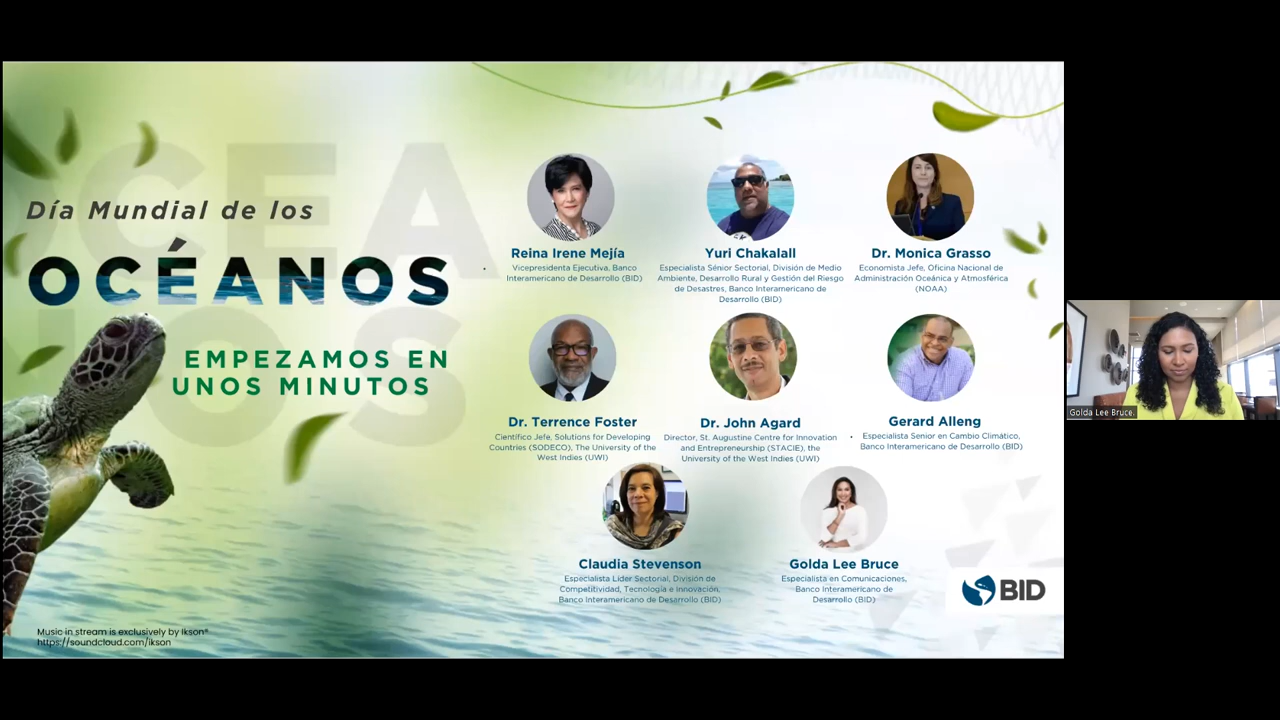 Día Mundial de los
OCÉANOS
EMPEZAMOS EN
UNOS MINUTOS
Reina Irene Mejía
Vicepresidenta Ejecutiva, Banco
Interamericano de Desarrollo (BID)
Yuri Chakalall
Especialista Sénior Sectorial, División de Medio
Ambiente, Desarrollo Rural y Gestión del Riesgo
de Desastres, Banco Interamericano de
Desarrollo (BID)
Dr. Monica Grasso
Economista Jefe, Oficina Nacional de
Administración Oceánica y Atmosférica
(NOAA)
Dr. Terrence Foster
Científico Jefe, Solutions for Developing
Countries (SODECO), The University of the
West Indies (UWI)
Dr. John Agard
Director, St. Augustine Centre for Innovation
and Entrepreneurship (STACIE), the
University of the West Indies (UWI)
Gerard Alleng
Especialista Senior en Cambio Climático,
Banco Interamericano de Desarrollo (BID)
Claudia Stevenson
Especialista Líder Sectorial, División de
Competitividad, Tecnología e Innovación,
Banco Interamericano de Desarrollo (BID)
Golda Lee Bruce
Especialista en Comunicaciones,
Banco Interamericano de
Desarrollo (BID)
BID
Music in stream is exclusively by Ikson®
https://soundcloud.com/ikson
Golda Lee Bruce.